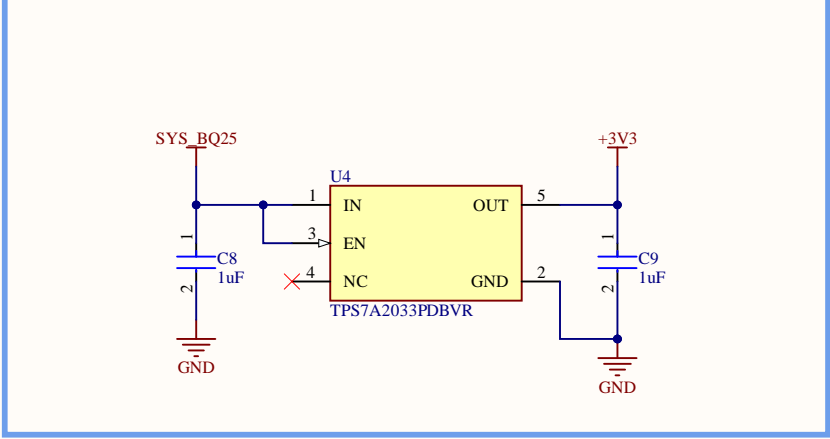 SYS_BQ25
+3V3
U4
1
IN
OUT
5
3
EN
1
C8
1uF
2
1
C9
1uF
2
4
NC
GND
2
TPS7A2033PDBVR
GND
GND